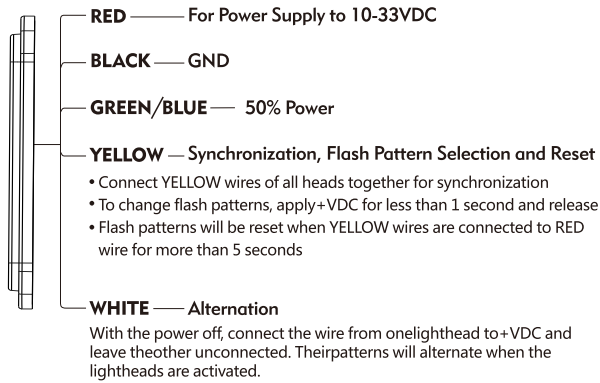 RED — For Power Supply to 10-33VDC
BLACK — GND
GREEN/BLUE — 50% Power
YELLOW — Synchronization, Flash Pattern Selection and Reset
• Connect YELLOW wires of all heads together for synchronization
• To change flash patterns, apply+VDC for less than 1 second and release
• Flash patterns will be reset when YELLOW wires are connected to RED
wire for more than 5 seconds
WHITE — Alternation
With the power off, connect the wire from onelighthead to+VDC and
leave theother unconnected. Theirpatterns will alternate when the
lightheads are activated.